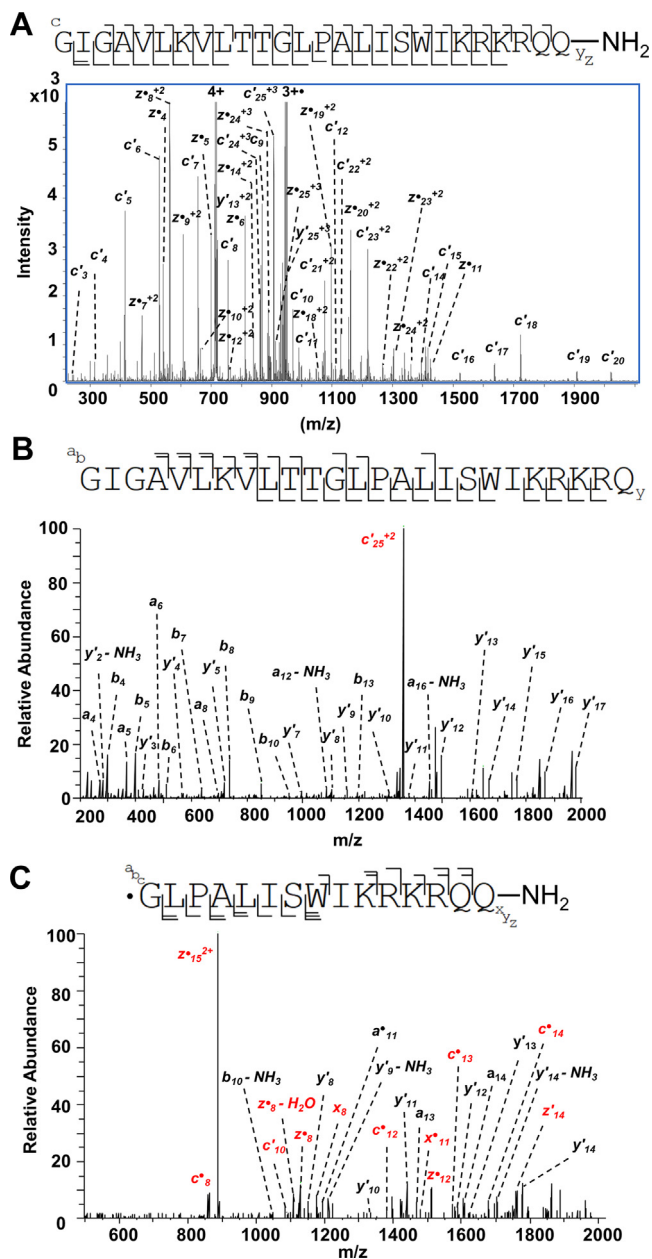 A
c
GIGAVLKVLTTGLPALISWIKRKRQQ—NH2
yz
x10 3
5
4
3
2
1
0
Intensity
z•8+2
z•4
c'6
c'5
c'4
c'3
z•7+2
z•9+2
4+
z•5
c'7
z•24+3
c'24+3
c9
z•14+2
y'13+2
z•6
c'8
z•10+2
z•12+2
c'25+3
3+•
z•19+2
c'12
c'22+2
z•25+3
z•20+2
y'25+3
c'23+2
c'21+2
c'10
z•18+2
c'11
z•23+2
z•22+2
c'15
c'14
z•11
z•24+2
c'16
c'17
c'18
c'19
c'20
300 500 700 900 1100 1300 1500 1700 1900
(m/z)
B
ab
GIGAVLKVLTTGLPALISWIKRKRQ
y
100
80
60
40
20
0
Relative Abundance
c'25+2
a6
b7
b8
y'2 - NH3
b4
y'4
y'5
a12 - NH3
b13
a4
b5
a8
b9
a5
y'3
b6
b10
y'7
y'8
y'9
y'10
a16 - NH3
y'11
y'12
y'13
y'14
y'15
y'16
y'17
200 400 600 800 1000 1200 1400 1600 1800 2000
m/z
C
abc
•GLPALISWIKRKRQQ—NH2
xyz
100
80
60
40
20
0
Relative Abundance
z•15 2+
c•8
b10 - NH3
z•8 - H2O
c'10
z•8
y'8
a•11
y'9 - NH3
x8
y'10
c•12
y'11
a13
x•11
z•12
c•13
y'12
a14
y'13
c•14
y'14 - NH3
z'14
y'14
600 800 1000 1200 1400 1600 1800 2000
m/z